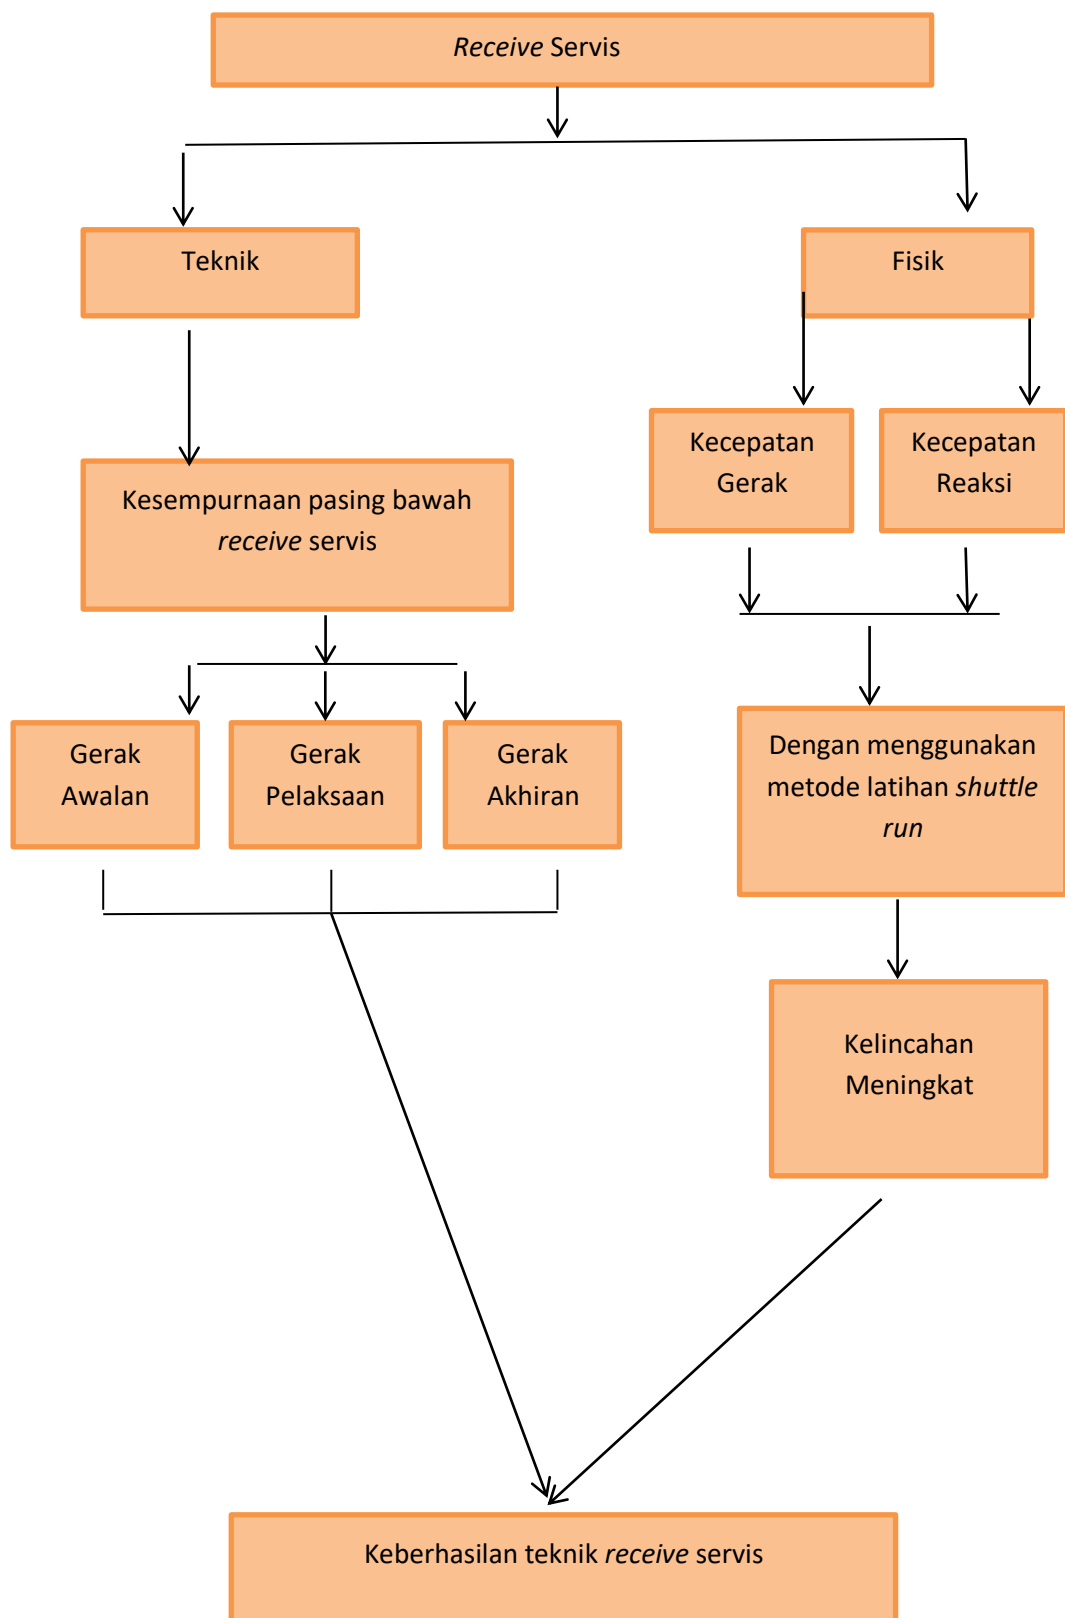 Receive Servis
Teknik
Fisik
Kecepatan
Gerak
Kecepatan
Reaksi
Kesempurnaan pasing bawah
receive servis
Gerak
Awalan
Gerak
Pelaksaan
Gerak
Akhiran
Dengan menggunakan
metode latihan shuttle
run
Kelincahan
Meningkat
Keberhasilan teknik receive servis